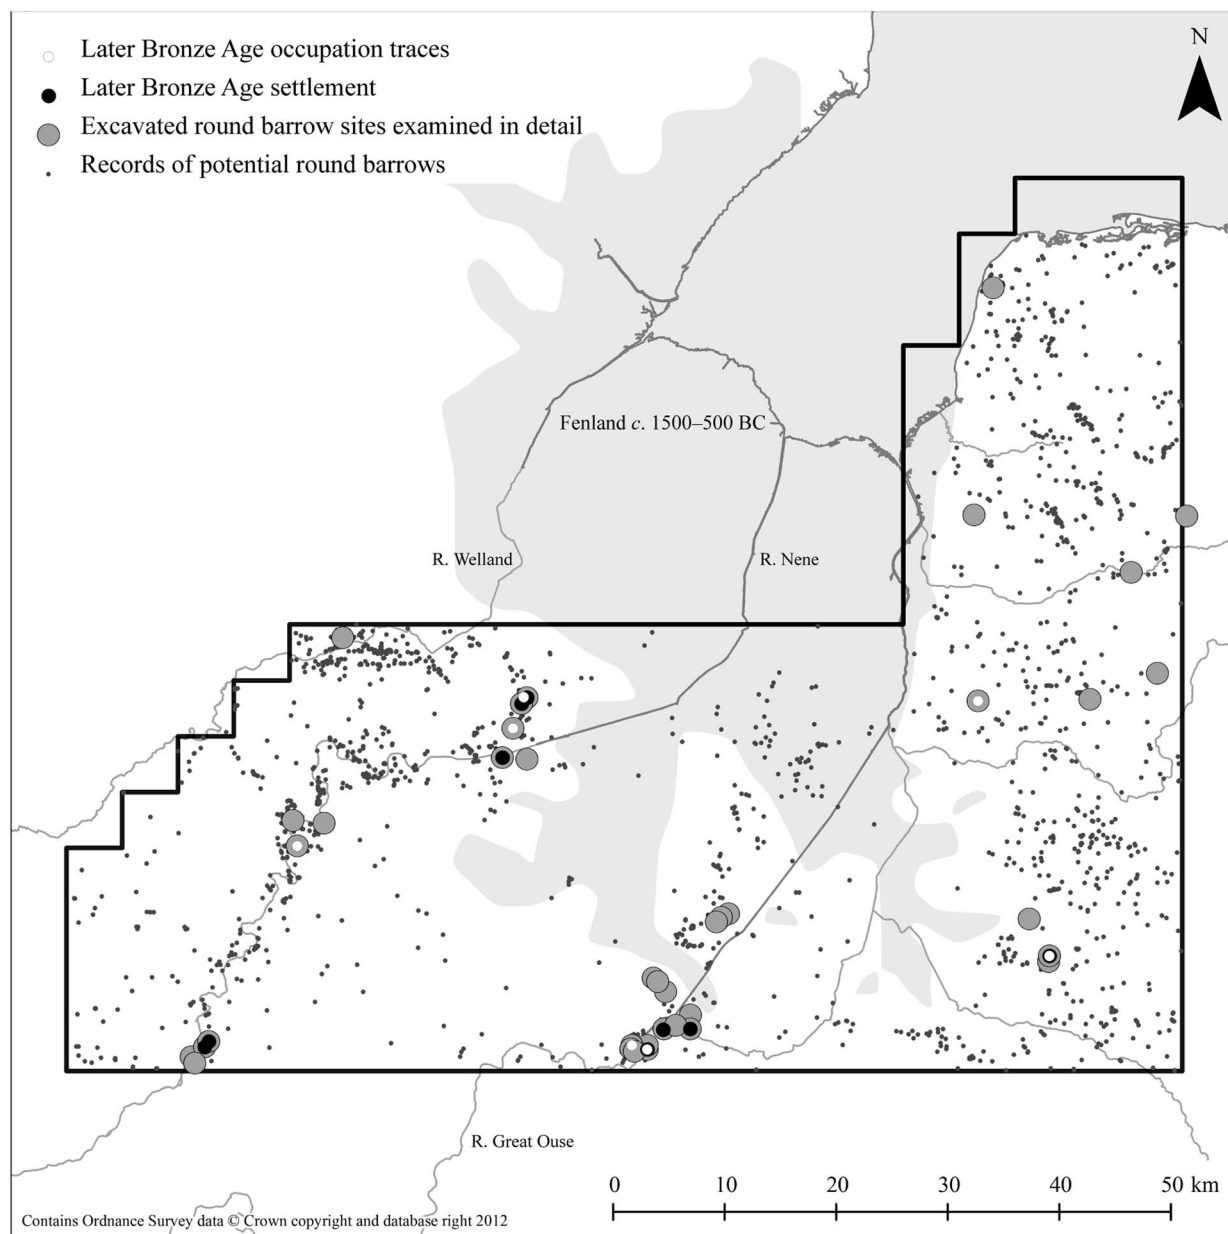 Later Bronze Age occupation traces
Later Bronze Age settlement
Excavated round barrow sites examined in detail
Records of potential round barrows
N
Fenland c. 1500–500 BC
R. Welland
R. Nene
R. Great Ouse
0 10 20 30 40 50 km
Contains Ordnance Survey data © Crown copyright and database right 2012